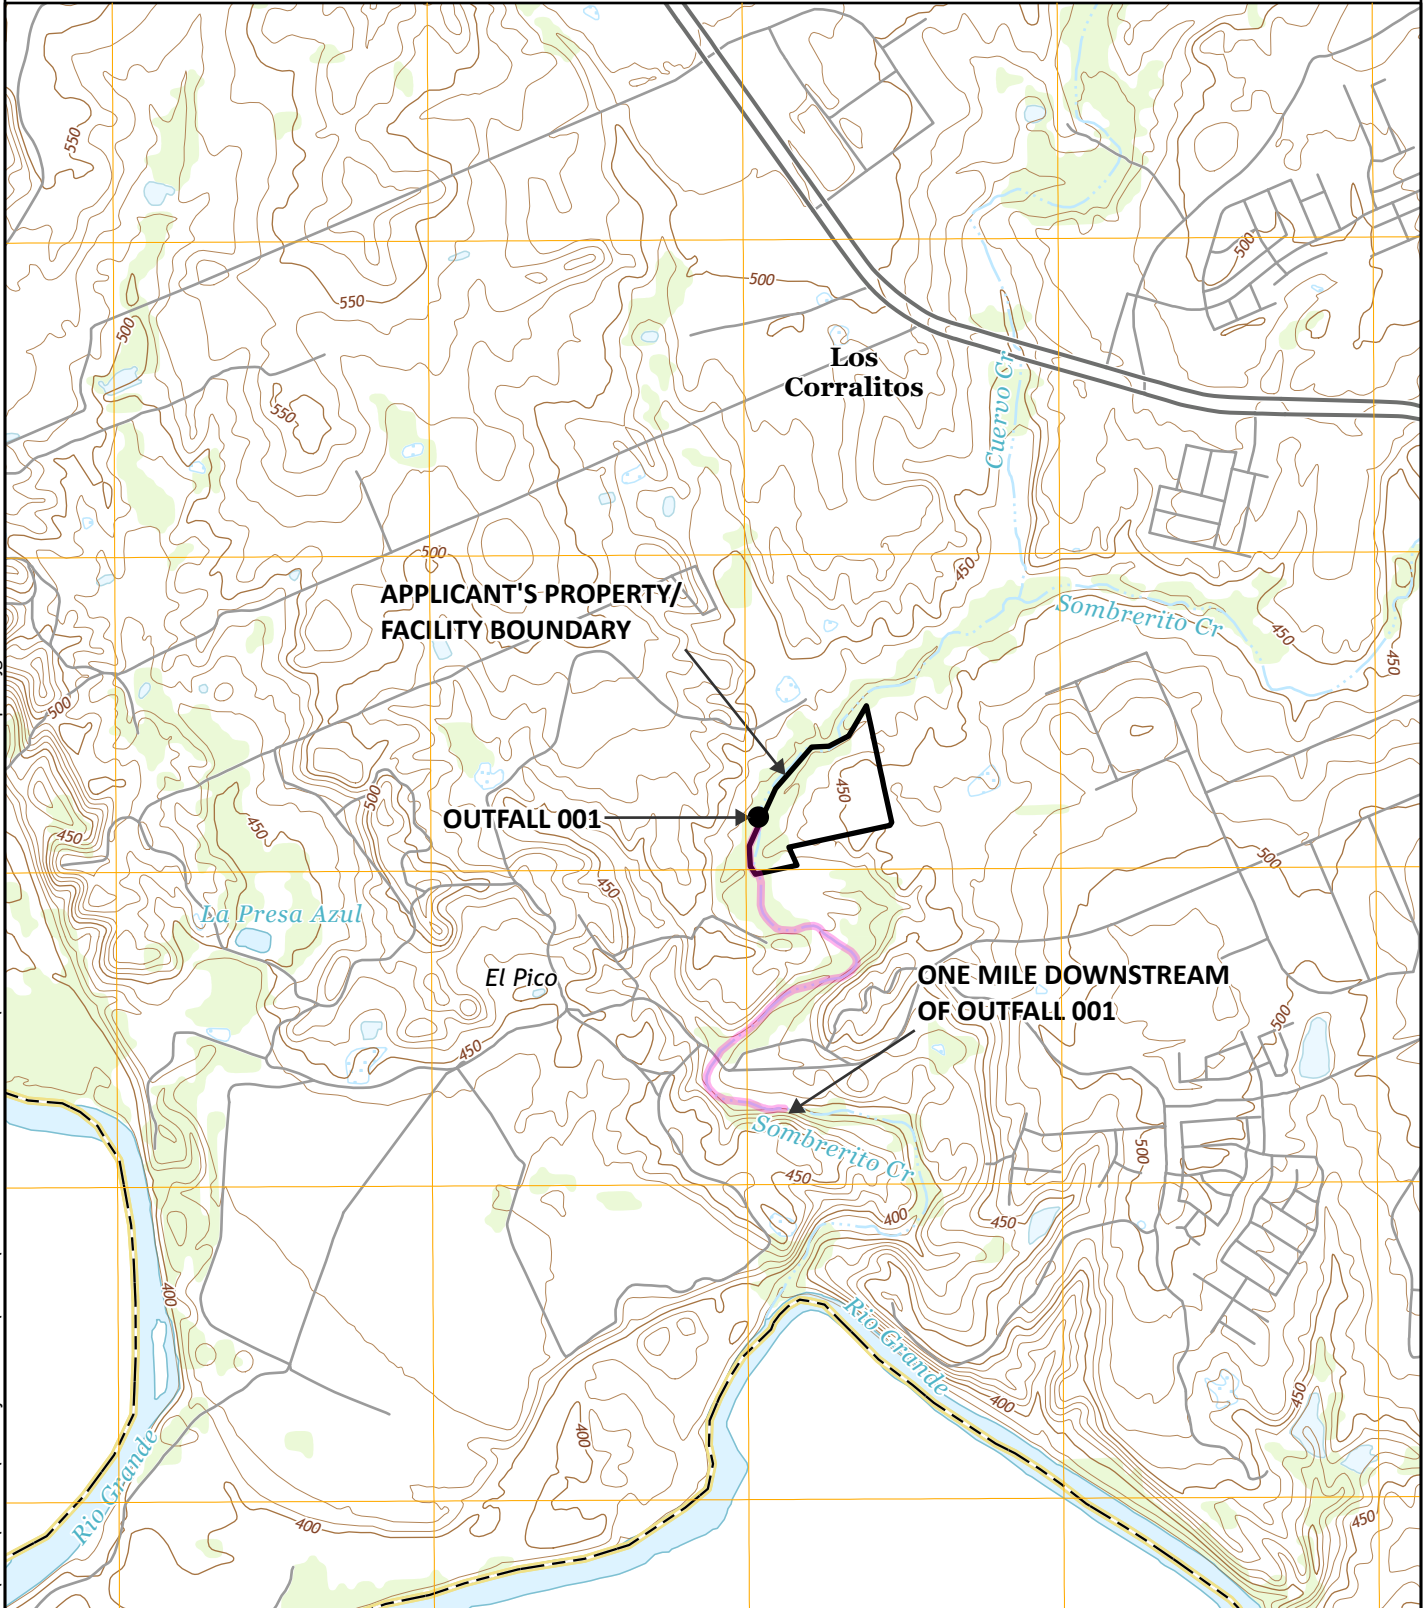 550
500
500
550
500
Los
Corralitos
550
Cuervo Cr
500
450
APPLICANT'S PROPERTY/
FACILITY BOUNDARY
Sombrerito Cr
450
450
500
450
500
OUTFALL 001
450
450
500
450
La Presa Azul
El Pico
ONE MILE DOWNSTREAM
OF OUTFALL 001
500
450
Sombrerito Cr
500
450
400
450
400
Rio Grande
400
450
400
Rio Grande
400
450